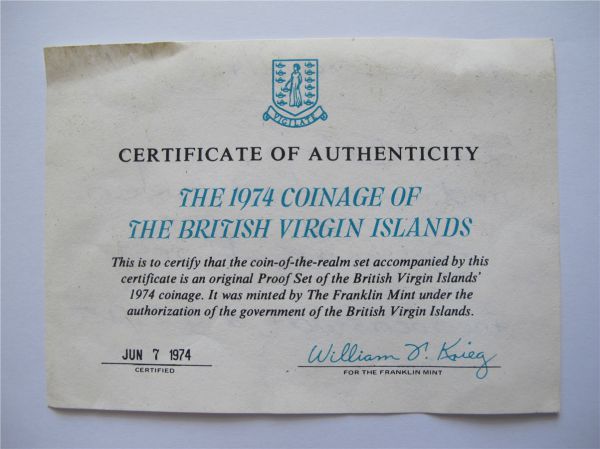 VIGILATE
CERTIFICATE OF AUTHENTICITY
THE 1974 COINAGE OF
THE BRITISH VIRGIN ISLANDS
This is to certify that the coin-of-the-realm set accompanied by this
certificate is an original Proof Set of the British Virgin Islands'
1974 coinage. It was minted by The Franklin Mint under the
authorization of the government of the British Virgin Islands.
JUN 7 1974
CERTIFIED
William T. Krieg
FOR THE FRANKLIN MINT